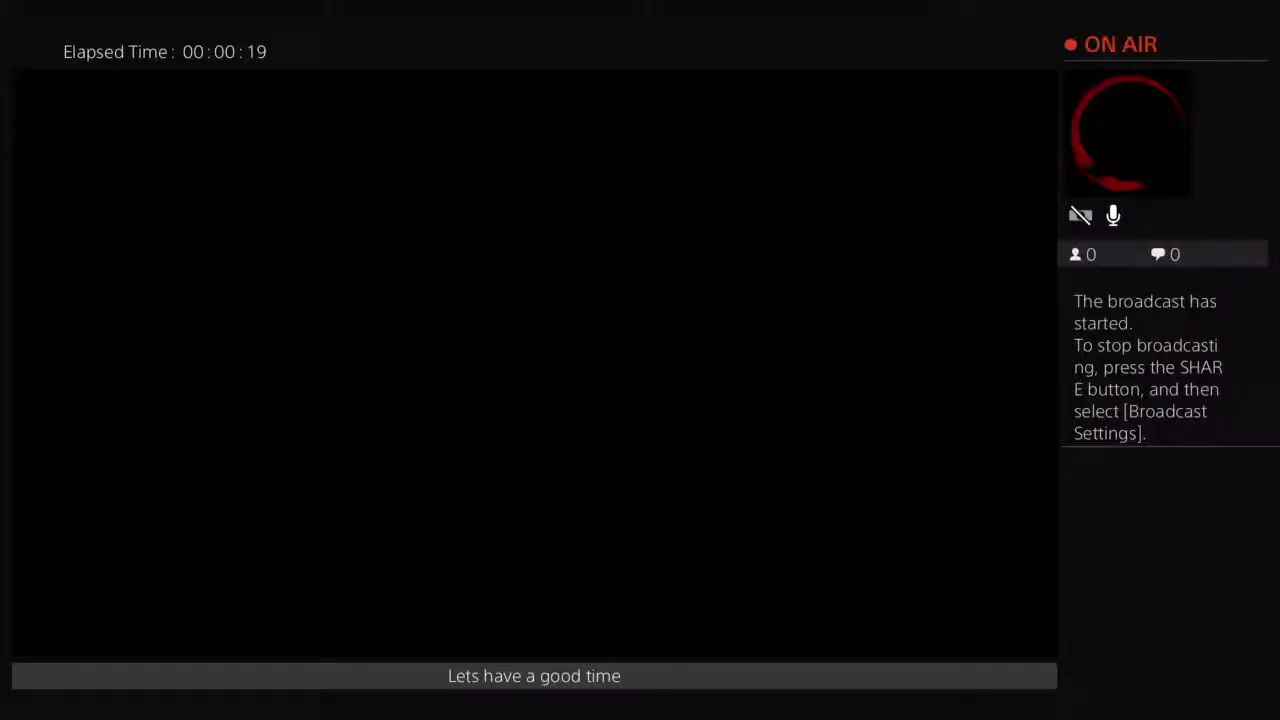 Elapsed Time: 00:00:19
ON AIR
0 0
The broadcast has
started.
To stop broadcasti
ng, press the SHAR
E button, and then
select [Broadcast
Settings].
Lets have a good time